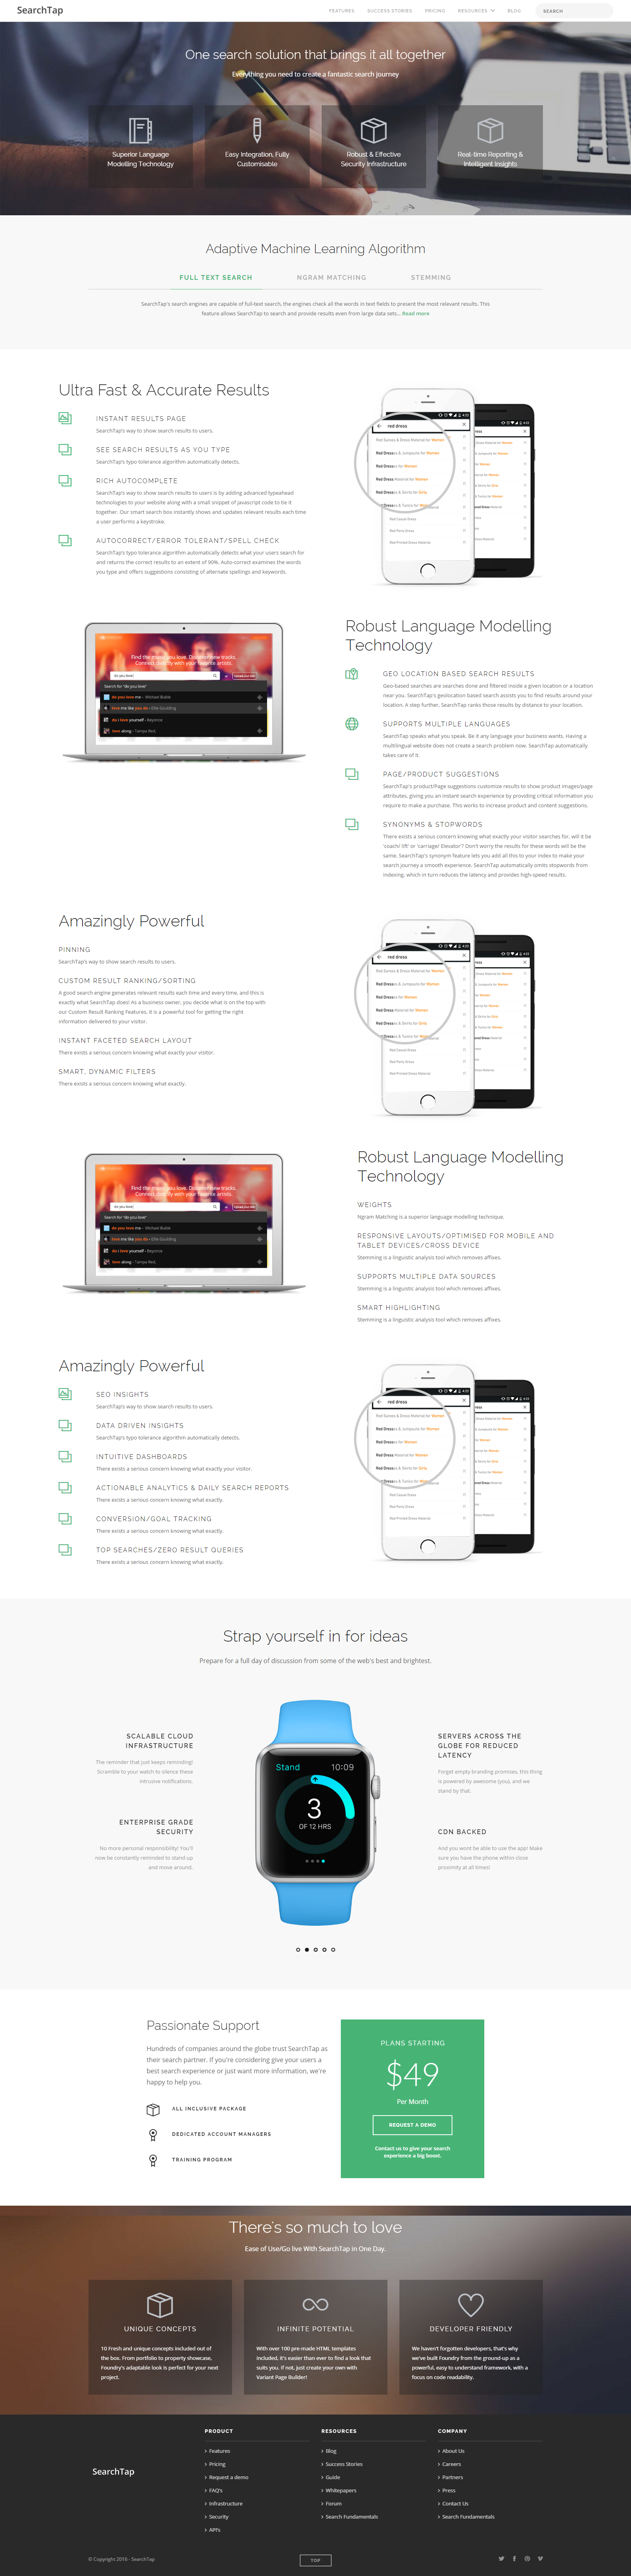 SearchTap
FEATURES SUCCESS STORIES PRICING RESOURCES BLOG SEARCH
One search solution that brings it all together
Everything you need to create a fantastic search journey
Superior Language
Modelling Technology
Easy Integration, Fully
Customisable
Robust & Effective
Security Infrastructure
Real-time Reporting &
Intelligent Insights
Adaptive Machine Learning Algorithm
FULL TEXT SEARCH NGRAM MATCHING STEMMING
SearchTap's search engines are capable of full-text search, the engines check all the words in text fields to present the most relevant results. This
feature allows SearchTap to search and provide results even from large data sets... Read more
Ultra Fast & Accurate Results
INSTANT RESULTS PAGE
SearchTap's way to show search results to users.
SEE SEARCH RESULTS AS YOU TYPE
SearchTap's typo tolerance algorithm automatically detects.
RICH AUTOCOMPLETE
SearchTap's way to show search results to users is by adding advanced typeahead
technologies to your website along with a small snippet of javascript code to it
together. Our smart search box instantly shows and updates relevant results each time
a user performs a keystroke.
AUTOCORRECT/ERROR TOLERANT/SPELL CHECK
SearchTap's typo tolerance algorithm automatically detects what your users search for
and returns the correct results to an extent of 90%. Auto-correct examines the words
you type and offers suggestions consisting of alternate spellings and keywords.
red dress
Robust Language Modelling
Technology
GEO LOCATION BASED SEARCH RESULTS
Geo-based searches are searches done and filtered inside a given location or a location
near you. SearchTap's geolocation based search assists you to find results around your
location. A step further, SearchTap ranks those results by distance to your location.
SUPPORTS MULTIPLE LANGUAGES
SearchTap speaks what you speak. Be it any language your business wants. Having a
multilingual website does not create a search problem now. SearchTap automatically
takes care of it.
PAGE/PRODUCT SUGGESTIONS
SearchTap's product/Page suggestions customize results to show product images/page
attributes, giving you an instant search experience by providing critical information you
require to make a purchase. This works to increase product and content suggestions.
SYNONYMS & STOPWORDS
There exists a serious concern knowing what exactly your visitor searches for, will it be
'coach/ lift' or 'carriage/ Elevator'? Don't worry the results for these words will be the
same. SearchTap's synonym feature lets you add all this to your index to make your
search journey a smooth experience. SearchTap automatically omits stopwords from
indexing, which in turn reduces the latency and provides high-speed results.
Amazingly Powerful
PINNING
SearchTap's way to show search results to users.
CUSTOM RESULT RANKING/SORTING
A good search engine generates relevant results each time and every time, and this is
exactly what SearchTap does! As a business owner, you decide what is on the top with
our Custom Result Ranking Features. It is a powerful tool for getting the right
information delivered to your visitor.
INSTANT FACETED SEARCH LAYOUT
There exists a serious concern knowing what exactly your visitor.
SMART, DYNAMIC FILTERS
There exists a serious concern knowing what exactly.
red dress
Robust Language Modelling
Technology
WEIGHTS
Ngram Matching is a superior language modelling technique.
RESPONSIVE LAYOUTS/OPTIMISED FOR MOBILE AND
TABLET DEVICES/CROSS DEVICE
Stemming is a linguistic analysis tool which removes affixes.
SUPPORTS MULTIPLE DATA SOURCES
Stemming is a linguistic analysis tool which removes affixes.
SMART HIGHLIGHTING
Stemming is a linguistic analysis tool which removes affixes.
Amazingly Powerful
SEO INSIGHTS
SearchTap's way to show search results to users.
DATA DRIVEN INSIGHTS
SearchTap's typo tolerance algorithm automatically detects.
INTUITIVE DASHBOARDS
There exists a serious concern knowing what exactly your visitor.
ACTIONABLE ANALYTICS & DAILY SEARCH REPORTS
There exists a serious concern knowing what exactly.
CONVERSION/GOAL TRACKING
There exists a serious concern knowing what exactly.
TOP SEARCHES/ZERO RESULT QUERIES
There exists a serious concern knowing what exactly.
red dress
Strap yourself in for ideas
Prepare for a full day of discussion from some of the web's best and brightest.
SCALABLE CLOUD
INFRASTRUCTURE
The reminder that just keeps reminding!
Scramble to your watch to silence these
intrusive notifications.
ENTERPRISE GRADE
SECURITY
No more personal responsibility! You'll
now be constantly reminded to stand up
and move around.
Stand 10:09
3
OF 12 HRS
SERVERS ACROSS THE
GLOBE FOR REDUCED
LATENCY
Forget empty branding promises, this thing
is powered by awesome (you), and we
stand by that.
CDN BACKED
And you wont be able to use the app! Make
sure you have the phone within close
proximity at all times!
Passionate Support
Hundreds of companies around the globe trust SearchTap as
their search partner. If you're considering give your users a
best search experience or just want more information, we're
happy to help you.
ALL INCLUSIVE PACKAGE
DEDICATED ACCOUNT MANAGERS
TRAINING PROGRAM
PLANS STARTING
$49
Per Month
REQUEST A DEMO
Contact us to give your search
experience a big boost.
There's so much to love
Ease of Use/Go live With SearchTap in One Day.
UNIQUE CONCEPTS
10 Fresh and unique concepts included out of
the box. From portfolio to property showcase,
Foundry's adaptable look is perfect for your next
project.
INFINITE POTENTIAL
With over 100 pre-made HTML templates
included, it's easier than ever to find a look that
suits you. If not, just create your own with
Variant Page Builder!
DEVELOPER FRIENDLY
We haven't forgotten developers, that's why
we've built Foundry from the ground-up as a
powerful, easy to understand framework, with a
focus on code readability.
SearchTap
PRODUCT
Features
Pricing
Request a demo
FAQ's
Infrastructure
Security
API's
RESOURCES
Blog
Success Stories
Guide
Whitepapers
Forum
Search Fundamentals
COMPANY
About Us
Careers
Partners
Press
Contact Us
Search Fundamentals
© Copyright 2016 - SearchTap
TOP